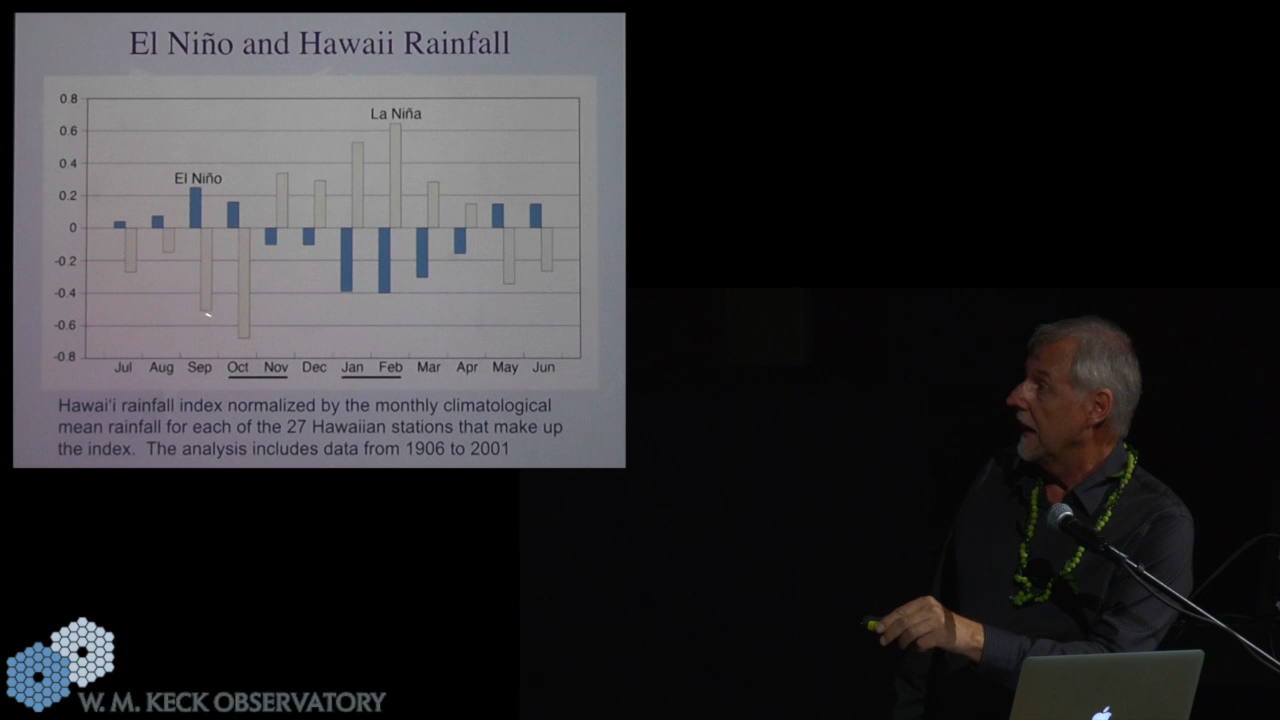 El Niño and Hawaii Rainfall
0.8
La Niña
0.6
0.4
El Niño
0.2
0
-0.2
-0.4
-0.6
-0.8
Jul Aug Sep Oct Nov Dec Jan Feb Mar Apr May Jun
Hawai'i rainfall index normalized by the monthly climatological
mean rainfall for each of the 27 Hawaiian stations that make up
the index. The analysis includes data from 1906 to 2001
W. M. KECK OBSERVATORY